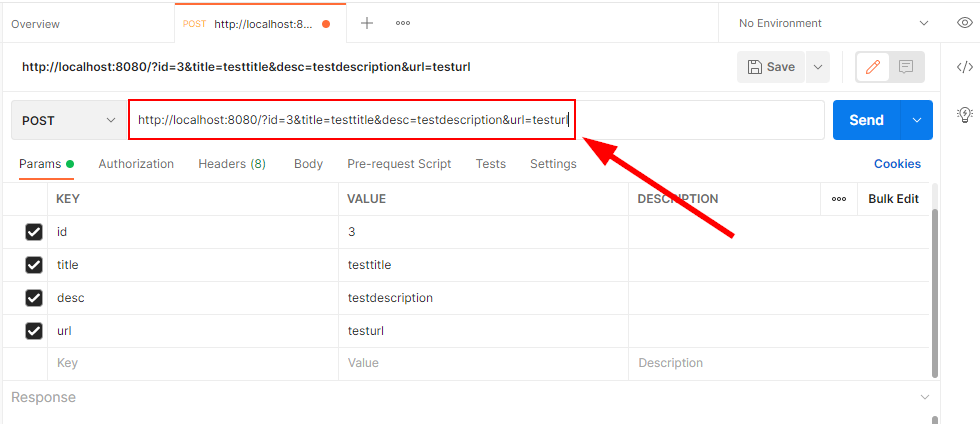 Overview POST http://localhost:8... No Environment
http://localhost:8080/?id=3&title=testtitle&desc=testdescription&url=testurl Save
POST http://localhost:8080/?id=3&title=testtitle&desc=testdescription&url=testurl Send
Params Authorization Headers (8) Body Pre-request Script Tests Settings Cookies
KEY VALUE DESCRIPTION Bulk Edit
id 3
title testtitle
desc testdescription
url testurl
Key Value Description
Response